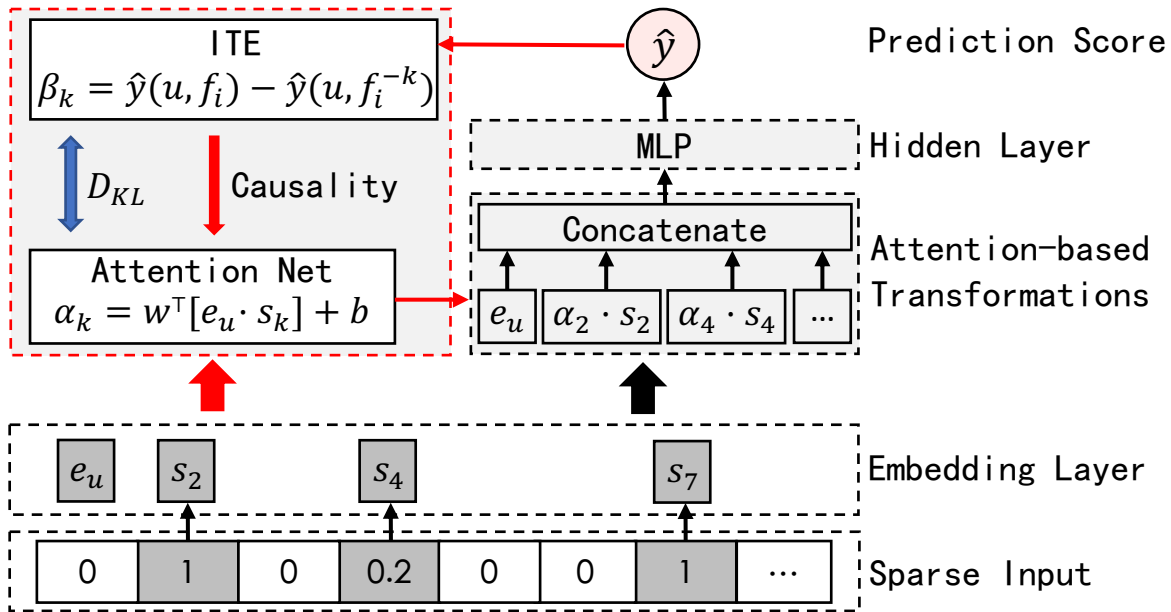 ITE
β_k = ŷ(u, f_i) − ŷ(u, f_i^{-k})
ŷ
Prediction Score
MLP
Hidden Layer
D_{KL}
Causality
Concatenate
Attention-based
Transformations
Attention Net
α_k = w^⊤[e_u · s_k] + b
e_u
α_2 · s_2
α_4 · s_4
...
e_u
s_2
s_4
s_7
Embedding Layer
0 1 0 0.2 0 0 1 ...
Sparse Input